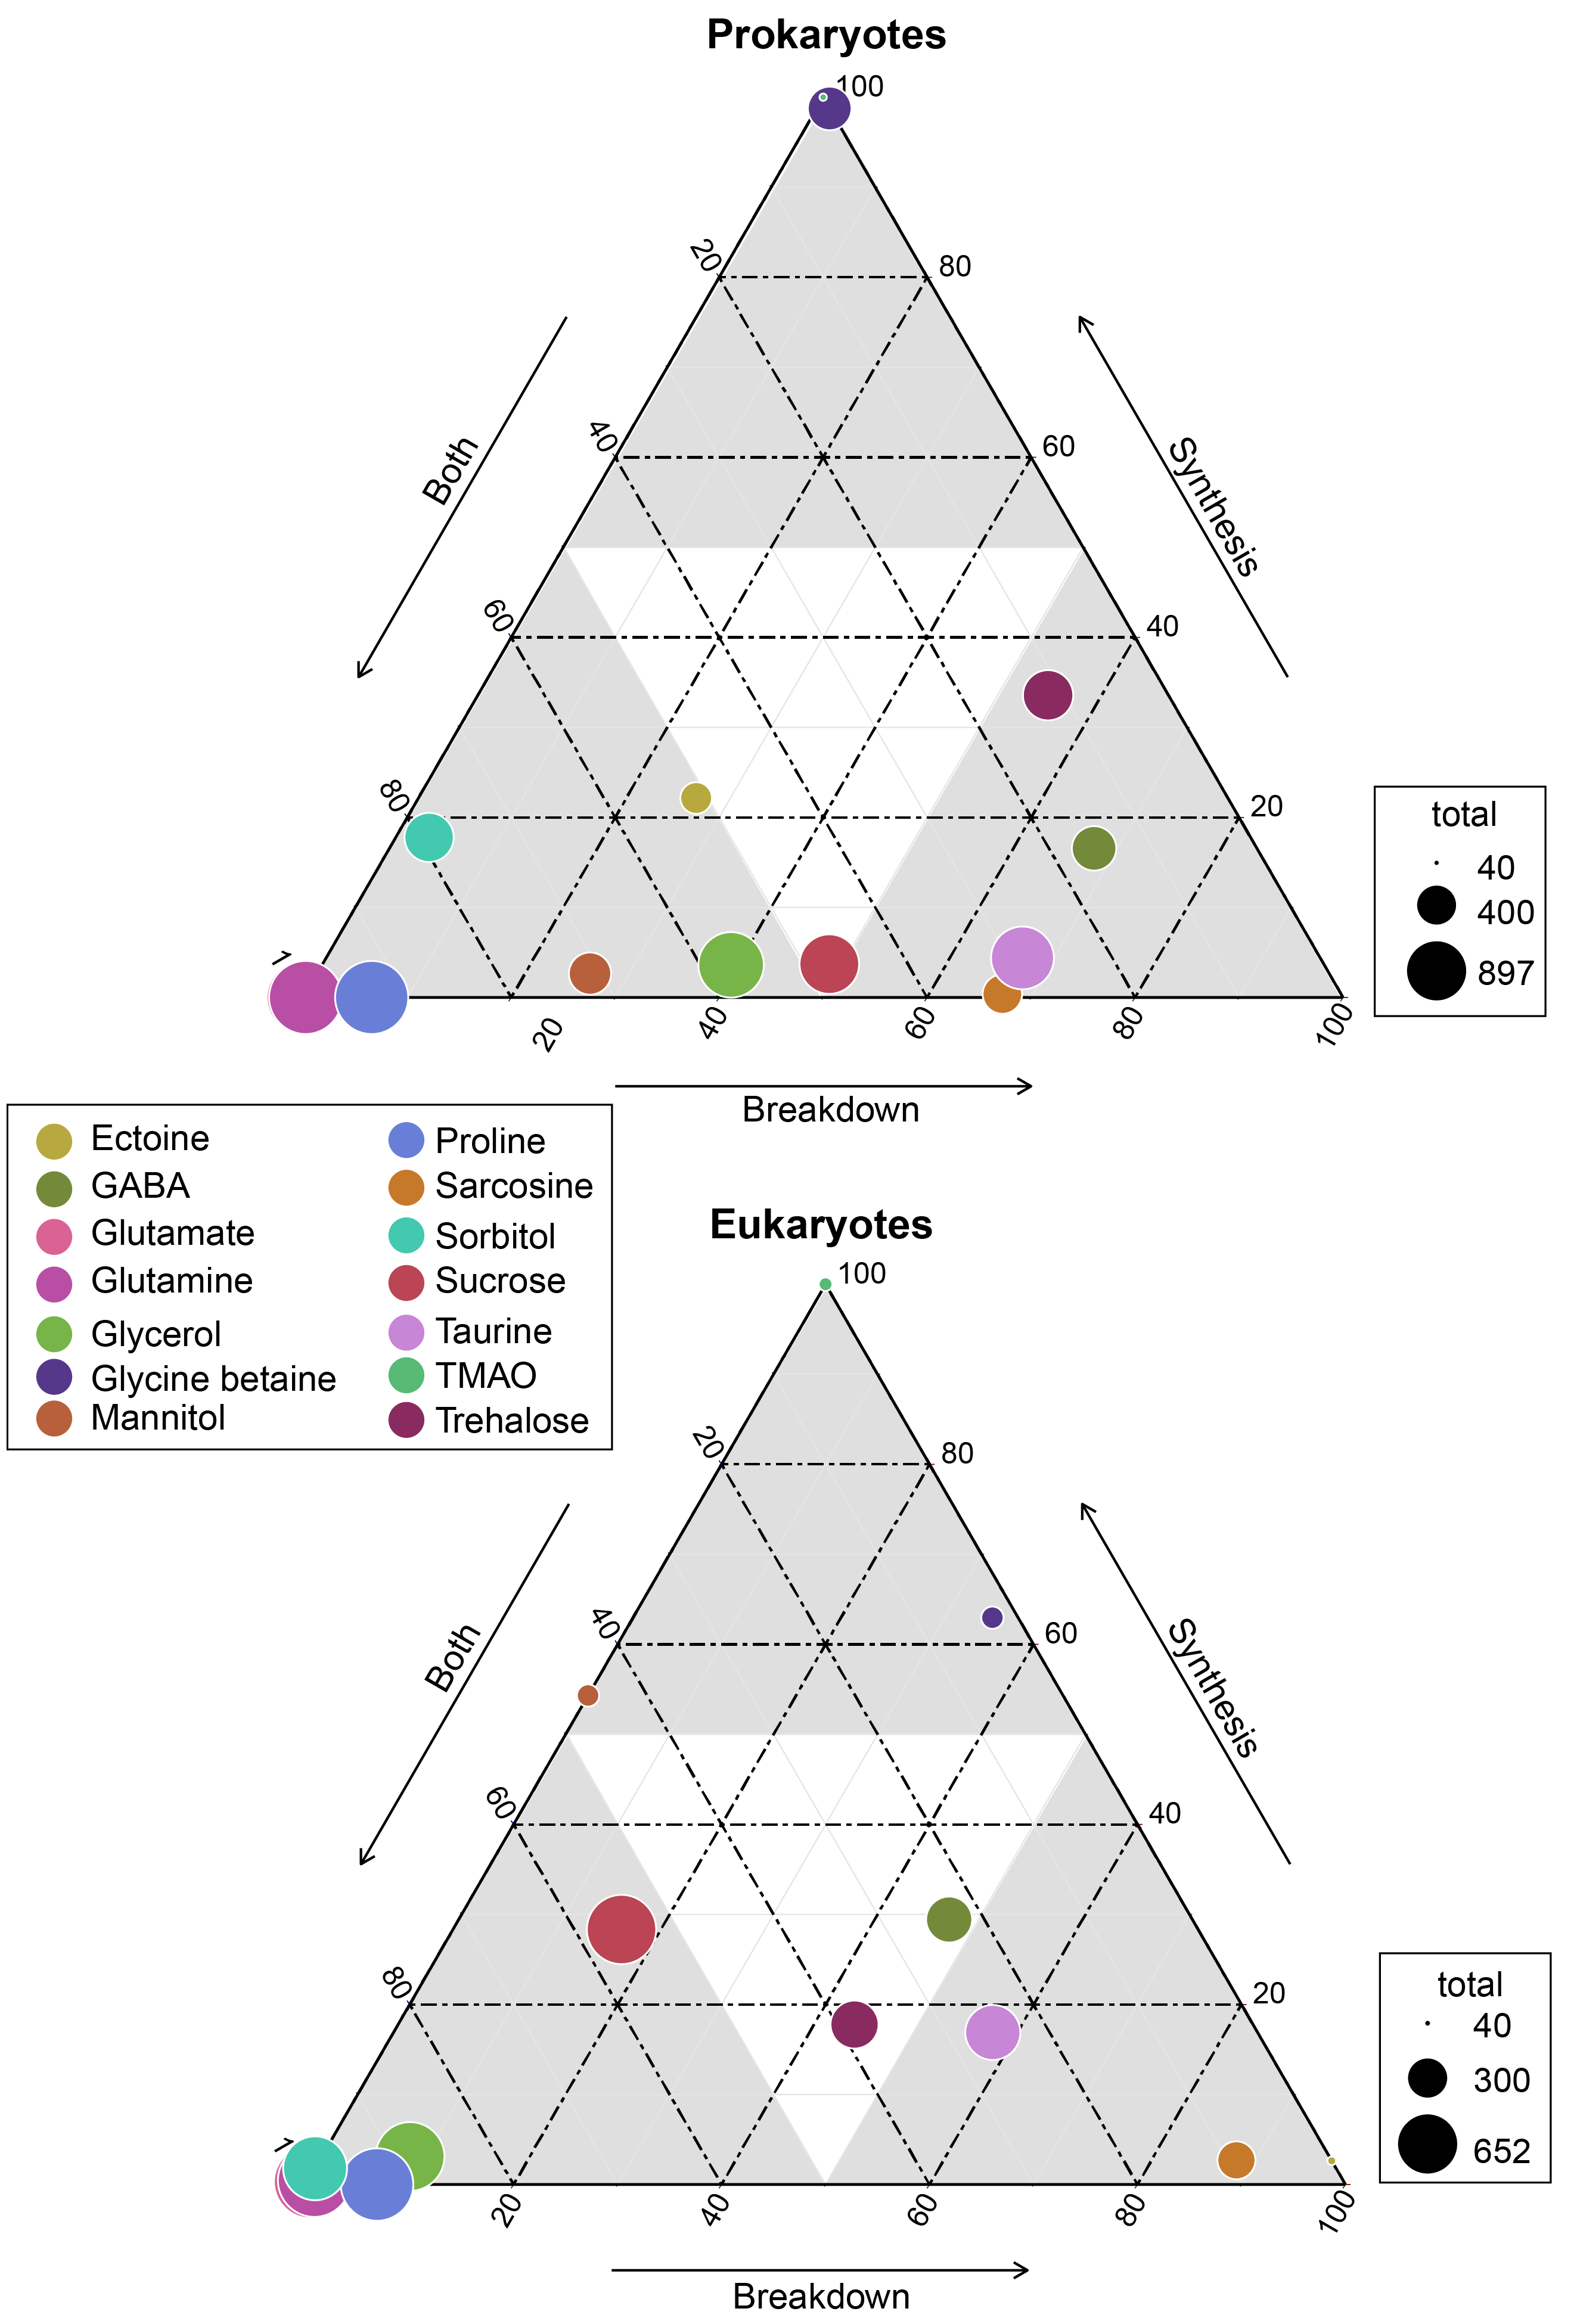 Prokaryotes
100
20
80
40
60
Both
Synthesis
60
40
80
20
total
40
400
897
1
20
40
60
80
100
Breakdown
Ectoine
GABA
Glutamate
Glutamine
Glycerol
Glycine betaine
Mannitol
Proline
Sarcosine
Sorbitol
Sucrose
Taurine
TMAO
Trehalose
Eukaryotes
100
20
80
40
60
Both
Synthesis
60
40
80
20
total
40
300
652
1
20
40
60
80
100
Breakdown